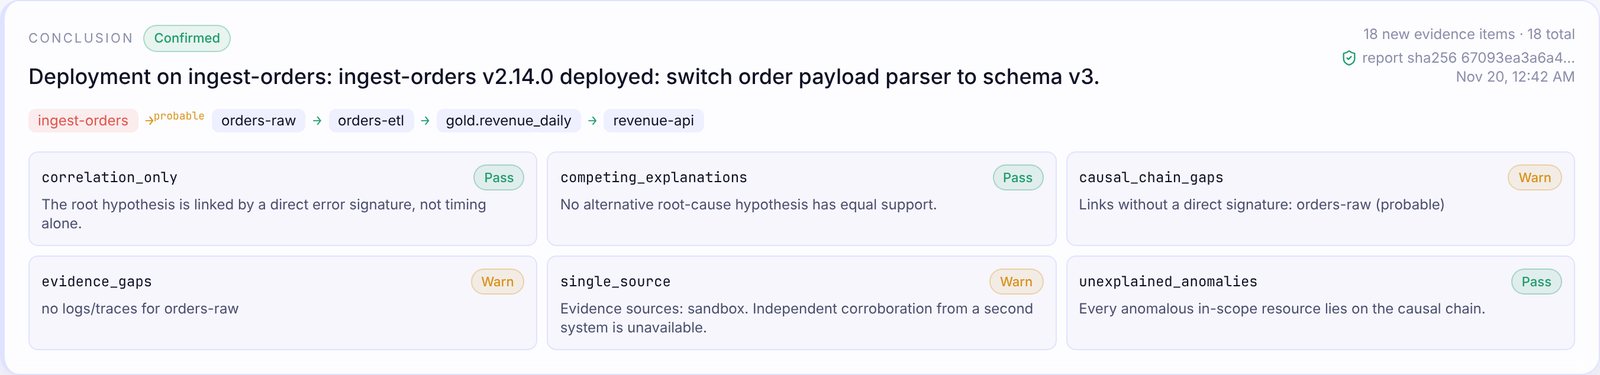 CONCLUSION Confirmed
18 new evidence items · 18 total
Deployment on ingest-orders: ingest-orders v2.14.0 deployed: switch order payload parser to schema v3.
report sha256 67093ea3a6a4...
Nov 20, 12:42 AM
ingest-orders → probable orders-raw → orders-etl → gold.revenue_daily → revenue-api
correlation_only Pass
The root hypothesis is linked by a direct error signature, not timing
alone.
competing_explanations Pass
No alternative root-cause hypothesis has equal support.
causal_chain_gaps Warn
Links without a direct signature: orders-raw (probable)
evidence_gaps Warn
no logs/traces for orders-raw
single_source Warn
Evidence sources: sandbox. Independent corroboration from a second
system is unavailable.
unexplained_anomalies Pass
Every anomalous in-scope resource lies on the causal chain.